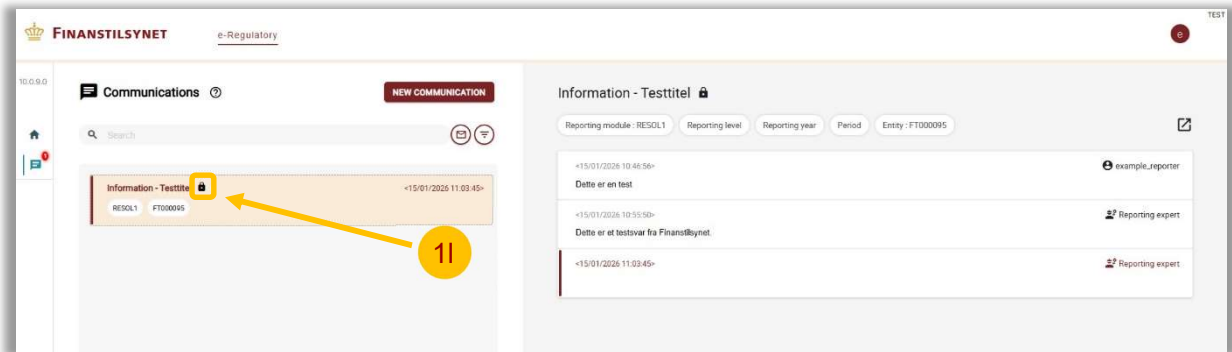 TEST
FINANSTILSYNET
e-Regulatory
e
10.0.9.0
Communications
NEW COMMUNICATION
Search
1
Information - Testtite
<15/01/2026 11:03:45>
RESOL1 FT000095
1l
Information - Testtitel
Reporting module : RESOL1 Reporting level Reporting year Period Entity : FT000095
<15/01/2026 10:46:56> example_reporter
Dette er en test
<15/01/2026 10:55:50> Reporting expert
Dette er et testsvar fra Finanstilsynet.
<15/01/2026 11:03:45> Reporting expert